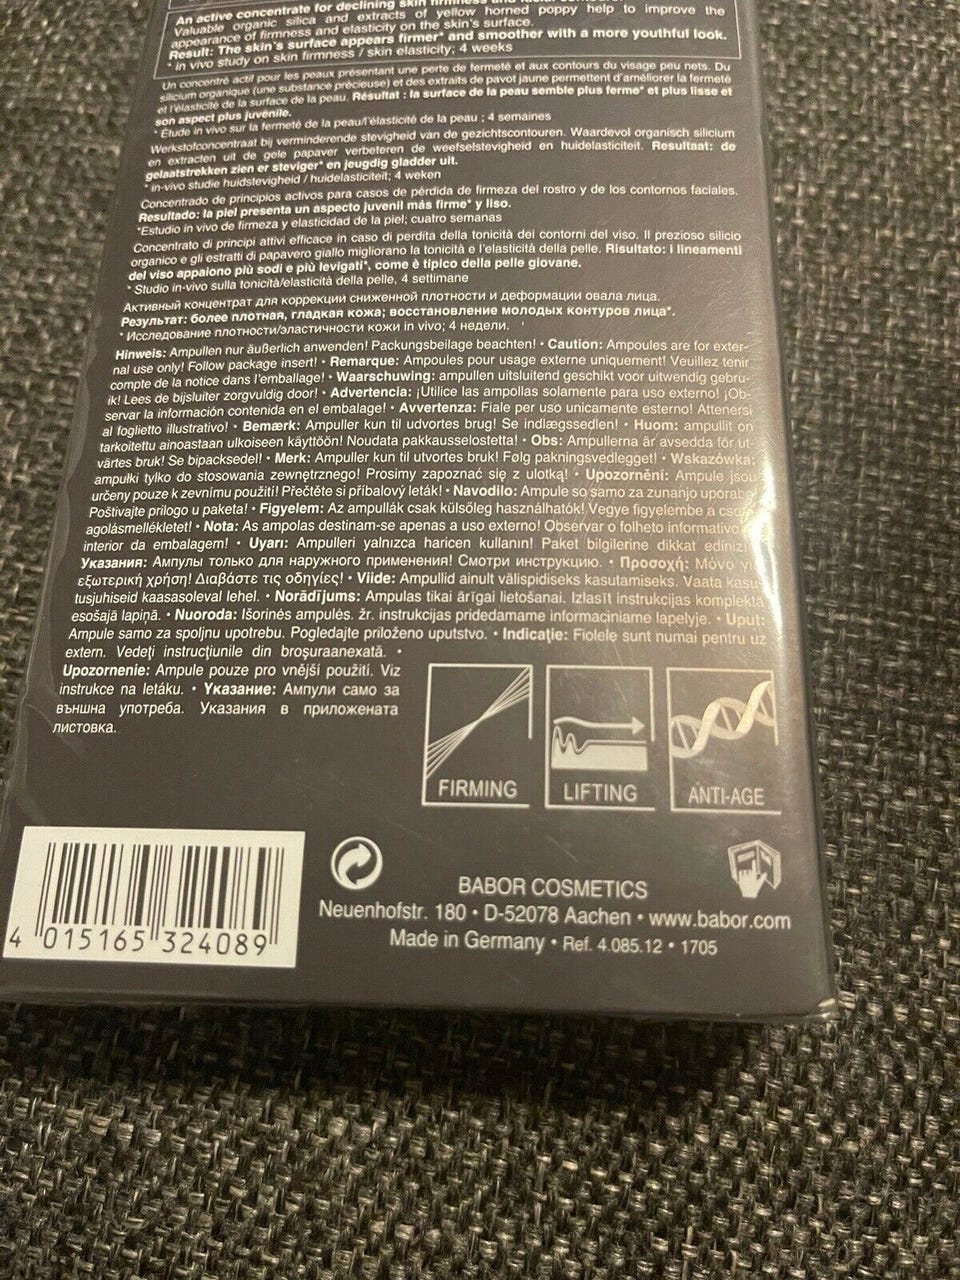 An active concentrate for declining skin firmness and facial contours.
Valuable organic silica and extracts of yellow horned poppy help to improve the
appearance of firmness and elasticity on the skin's surface.
Result: The skin's surface appears firmer* and smoother with a more youthful look.
* in vivo study on skin firmness / skin elasticity; 4 weeks
Un concentré actif pour les peaux présentant une perte de fermeté et aux contours du visage peu nets. Du
silicium organique (une substance précieuse) et des extraits de pavot jaune permettent d'améliorer la fermeté
et l'élasticité de la surface de la peau. Résultat : la surface de la peau semble plus ferme* et plus lisse et
son aspect plus juvénile.
* Étude in vivo sur la fermeté de la peau/l'élasticité de la peau ; 4 semaines
Werkstofconcentraat bij verminderende stevigheid van de gezichtscontouren. Waardevol organisch silicium
en extracten uit de gele papaver verbeteren de weefselstevigheid en huidelasticiteit. Resultaat: de
gelaatstrekken zien er steviger* en jeugdig gladder uit.
* in-vivo studie huidstevigheid / huidelasticiteit; 4 weken
Concentrado de principios activos para casos de pérdida de firmeza del rostro y de los contornos faciales.
Resultado: la piel presenta un aspecto juvenil más firme* y liso.
*Estudio in vivo de firmeza y elasticidad de la piel; cuatro semanas
Concentrato di principi attivi efficace in caso di perdita della tonicità dei contorni del viso. Il prezioso silicio
organico e gli estratti di papavero giallo migliorano la tonicità e l'elasticità della pelle. Risultato: i lineamenti
del viso appaiono più sodi e più levigati*, come è tipico della pelle giovane.
* Studio in-vivo sulla tonicità/elasticità della pelle, 4 settimane
Активный концентрат для коррекции сниженной плотности и деформации овала лица.
Результат: более плотная, гладкая кожа; восстановление молодых контуров лица*.
* Исследование плотности/эластичности кожи in vivo; 4 недели.
Hinweis: Ampullen nur äußerlich anwenden! Packungsbeilage beachten! • Caution: Ampoules are for exter-
nal use only! Follow package insert! • Remarque: Ampoules pour usage externe uniquement! Veuillez tenir
compte de la notice dans l'emballage! • Waarschuwing: ampullen uitsluitend geschikt voor uitwendig gebru-
ik! Lees de bijsluiter zorgvuldig door! • Advertencia: ¡Utilice las ampollas solamente para uso externo! ¡Ob-
servar la información contenida en el embalage! • Avvertenza: Fiale per uso unicamente esterno! Attenersi
al foglietto illustrativo! • Bemærk: Ampuller kun til udvortes brug! Se indlægssedlen! • Huom: ampullit on
tarkoitettu ainoastaan ulkoiseen käyttöön! Noudata pakkausselostetta! • Obs: Ampullerna är avsedda för ut-
värtes bruk! Se bipacksedel! • Merk: Ampuller kun til utvortes bruk! Følg pakningsvedlegget! • Wskazówka:
ampułki tylko do stosowania zewnętrznego! Prosimy zapoznać się z ulotką! • Upozornění: Ampule jsou
určeny pouze k zevnímu použití! Přečtěte si příbalový leták! • Navodilo: Ampule so samo za zunanjo uporabo!
Poštivajte prilogo u paketa! • Figyelem: Az ampullák csak külsőleg használhatók! Vegye figyelembe a
agolásmellékletet! • Nota: As ampolas destinam-se apenas a uso externo! Observar o folheto informativo
interior da embalagem! • Uyarı: Ampulleri yalnızca haricen kullanın! Paket bilgilerine dikkat ediniz!
Указания: Ампулы только для наружного применения! Смотри инструкцию. • Προσοχή: Μόνο γι
εξωτερική χρήση! Διαβάστε τις οδηγίες! • Viide: Ampullid ainult välispidiseks kasutamiseks. Vaata kasu-
tusjuhiseid kaasasoleval lehel. • Norādījums: Ampulas tikai ārīgai lietošanai. Izlasīt instrukcijas komplektā
esošajā lapiņā. • Nuoroda: Išorinės ampulės. žr. instrukcijas pridedamame informaciniame lapelyje. • Uput:
Ampule samo za spoljnu upotrebu. Pogledajte priloženo uputstvo. • Indicaţie: Fiolele sunt numai pentru uz
extern. Vedeţi instrucţiunile din broşuraanexată. •
Upozornenie: Ampule pouze pro vnější použití. Viz
instrukce na letáku. • Указание: Ампули само за
външна употреба. Указания в приложената
листовка.
FIRMING LIFTING ANTI-AGE
4 015165 324089
BABOR COSMETICS
Neuenhofstr. 180 • D-52078 Aachen • www.babor.com
Made in Germany • Ref. 4.085.12 • 1705